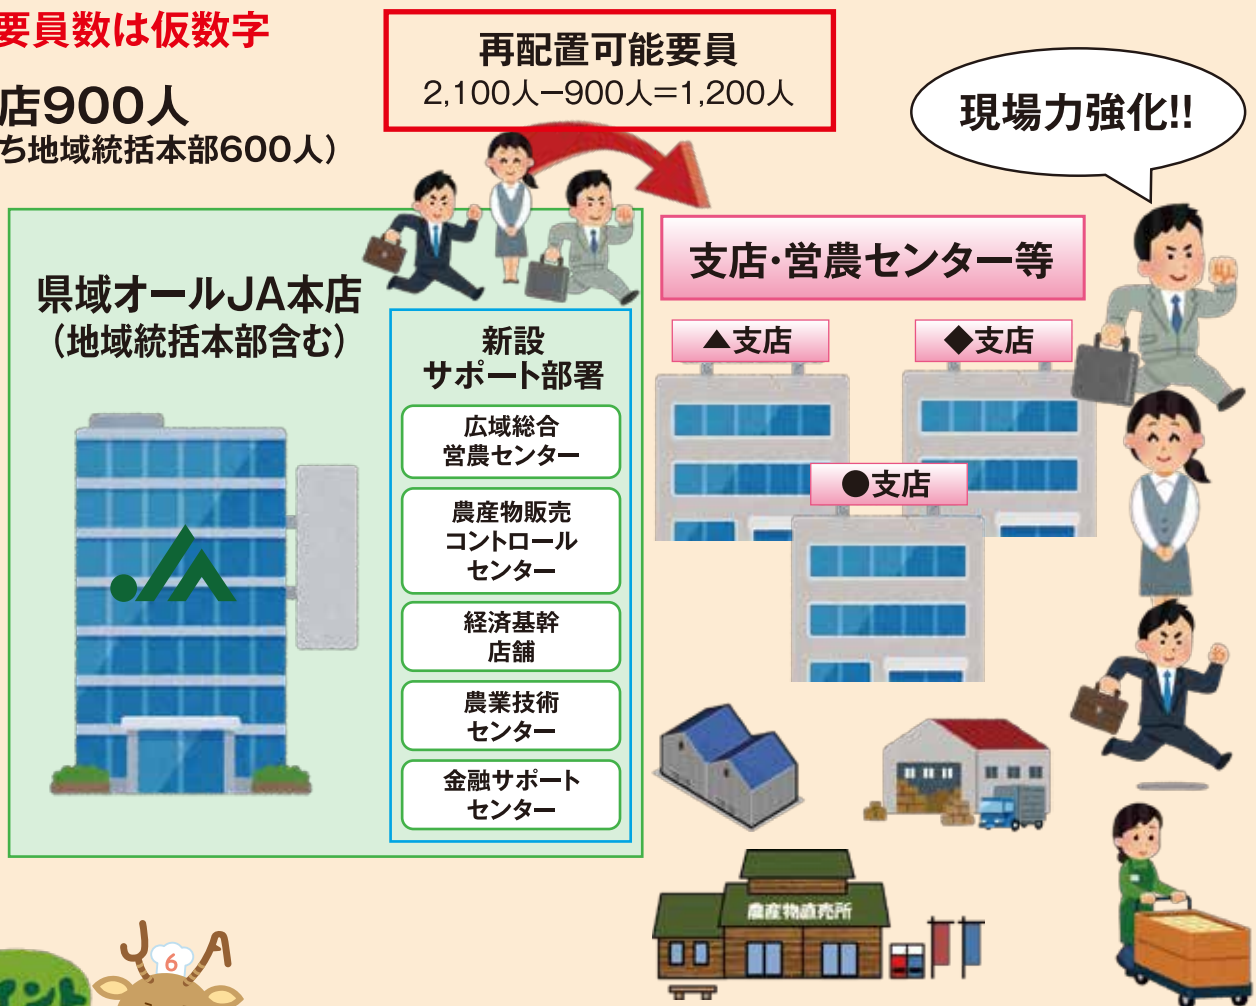 要員数は仮数字
店900人
ち地域統括本部600人）
再配置可能要員
2,100人ー900人＝1,200人
現場力強化!!
県域オールJA本店
（地域統括本部含む）
新設
サポート部署
広域総合
営農センター
農産物販売
コントロール
センター
経済基幹
店舗
農業技術
センター
金融サポート
センター
JA
支店・営農センター等
▲支店
◆支店
●支店
農産物直売所
J A
6
イント